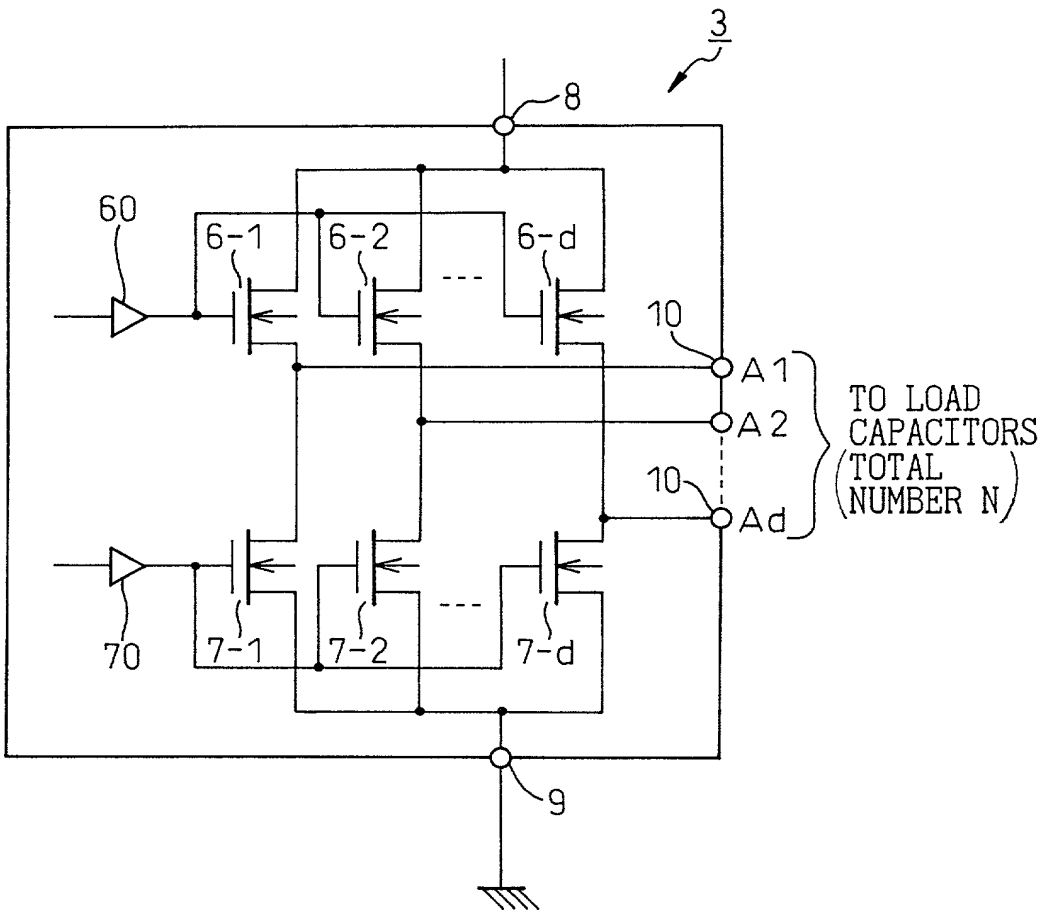 3
8
60
6-1
6-2
6-d
10
A1
A2
10
Ad
TO LOAD
CAPACITORS
(TOTAL
NUMBER N)
70
7-1
7-2
7-d
9